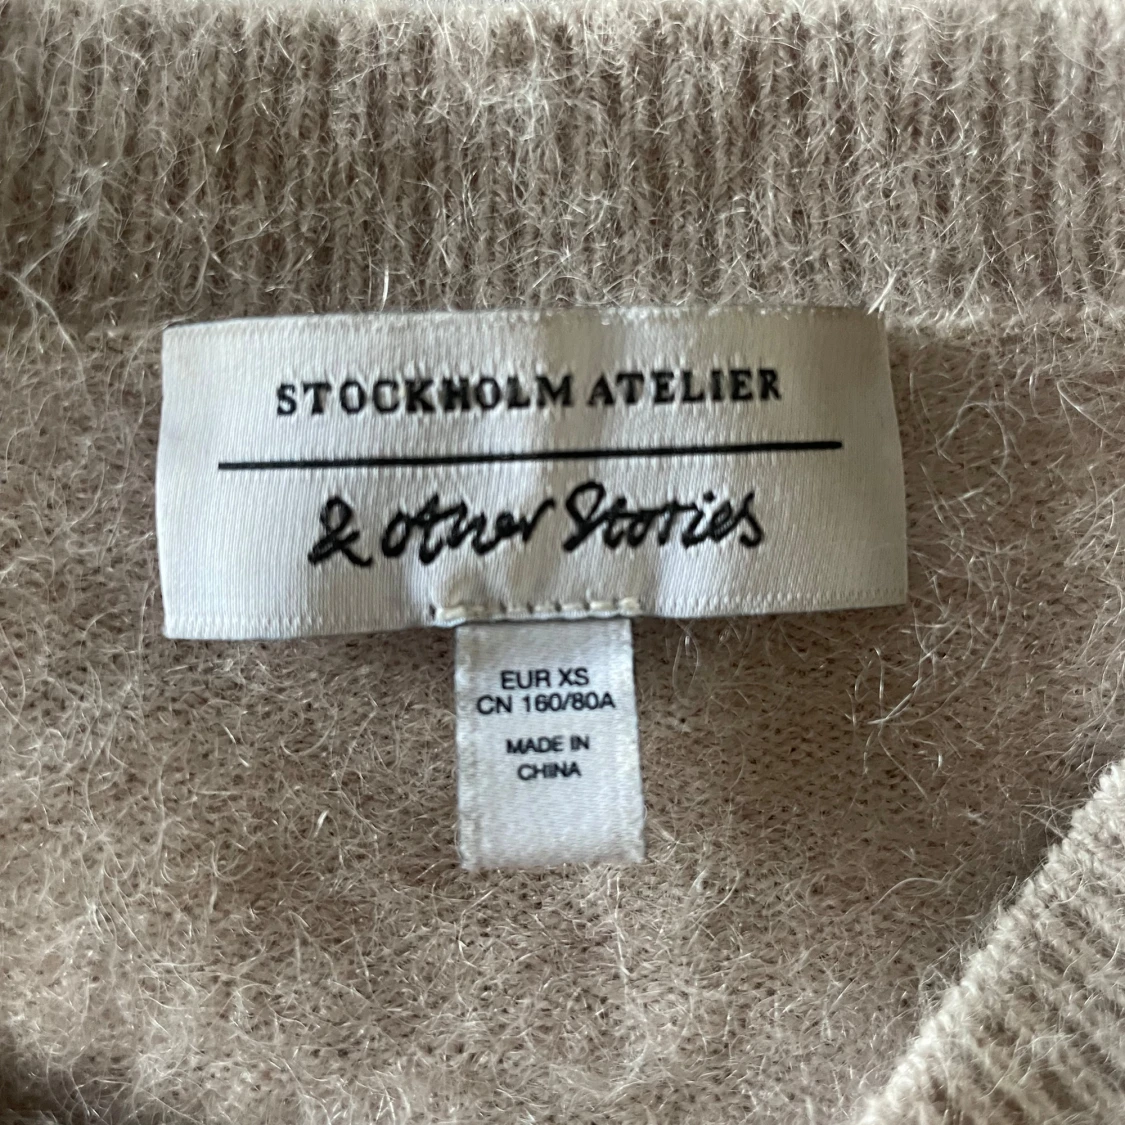 STOCKHOLM ATELIER
& other Stories
EUR XS
CN 160/80A
MADE IN
CHINA